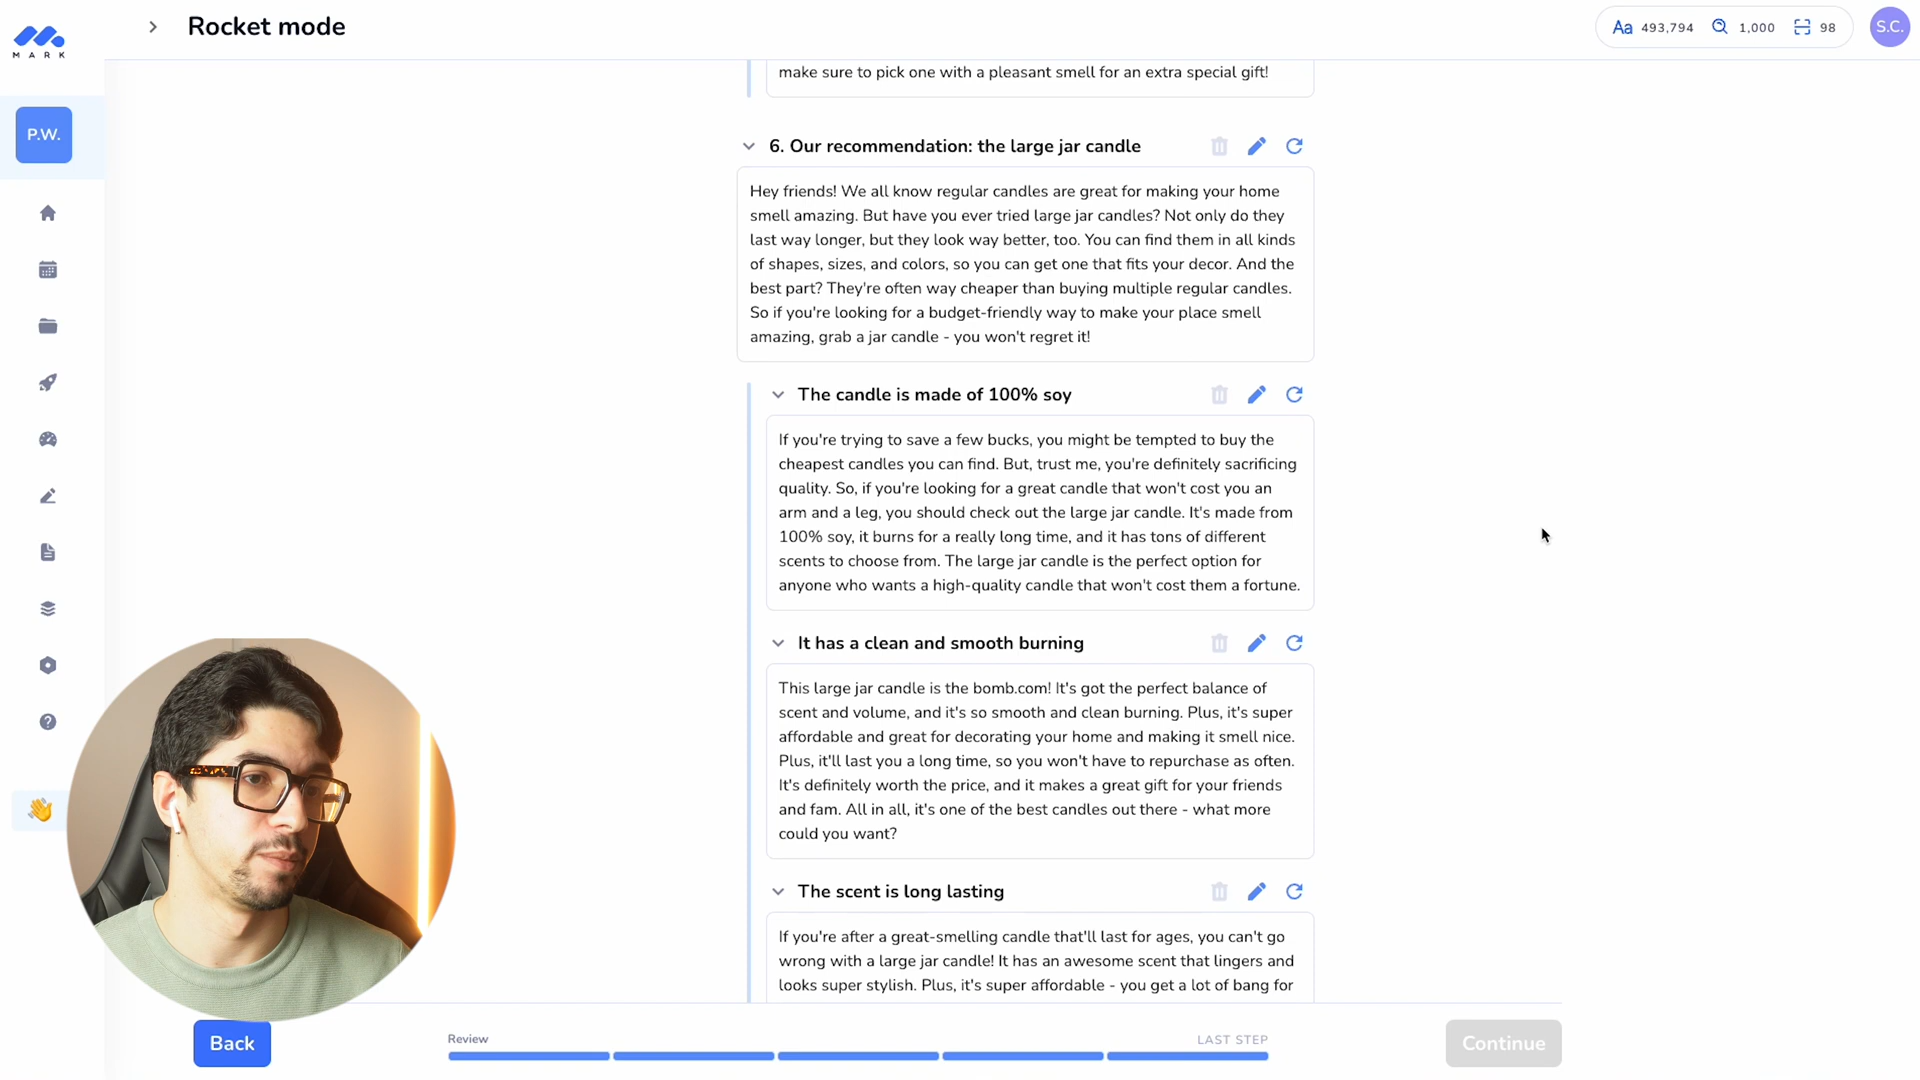 MARK
Rocket mode
Aa 493,794
1,000
98
S.C.
P.W.
make sure to pick one with a pleasant smell for an extra special gift!
6. Our recommendation: the large jar candle
Hey friends! We all know regular candles are great for making your home
smell amazing. But have you ever tried large jar candles? Not only do they
last way longer, but they look way better, too. You can find them in all kinds
of shapes, sizes, and colors, so you can get one that fits your decor. And the
best part? They're often way cheaper than buying multiple regular candles.
So if you're looking for a budget-friendly way to make your place smell
amazing, grab a jar candle - you won't regret it!
The candle is made of 100% soy
If you're trying to save a few bucks, you might be tempted to buy the
cheapest candles you can find. But, trust me, you're definitely sacrificing
quality. So, if you're looking for a great candle that won't cost you an
arm and a leg, you should check out the large jar candle. It's made from
100% soy, it burns for a really long time, and it has tons of different
scents to choose from. The large jar candle is the perfect option for
anyone who wants a high-quality candle that won't cost them a fortune.
It has a clean and smooth burning
This large jar candle is the bomb.com! It's got the perfect balance of
scent and volume, and it's so smooth and clean burning. Plus, it's super
affordable and great for decorating your home and making it smell nice.
Plus, it'll last you a long time, so you won't have to repurchase as often.
It's definitely worth the price, and it makes a great gift for your friends
and fam. All in all, it's one of the best candles out there - what more
could you want?
The scent is long lasting
If you're after a great-smelling candle that'll last for ages, you can't go
wrong with a large jar candle! It has an awesome scent that lingers and
looks super stylish. Plus, it's super affordable - you get a lot of bang for
Back
Review
LAST STEP
Continue